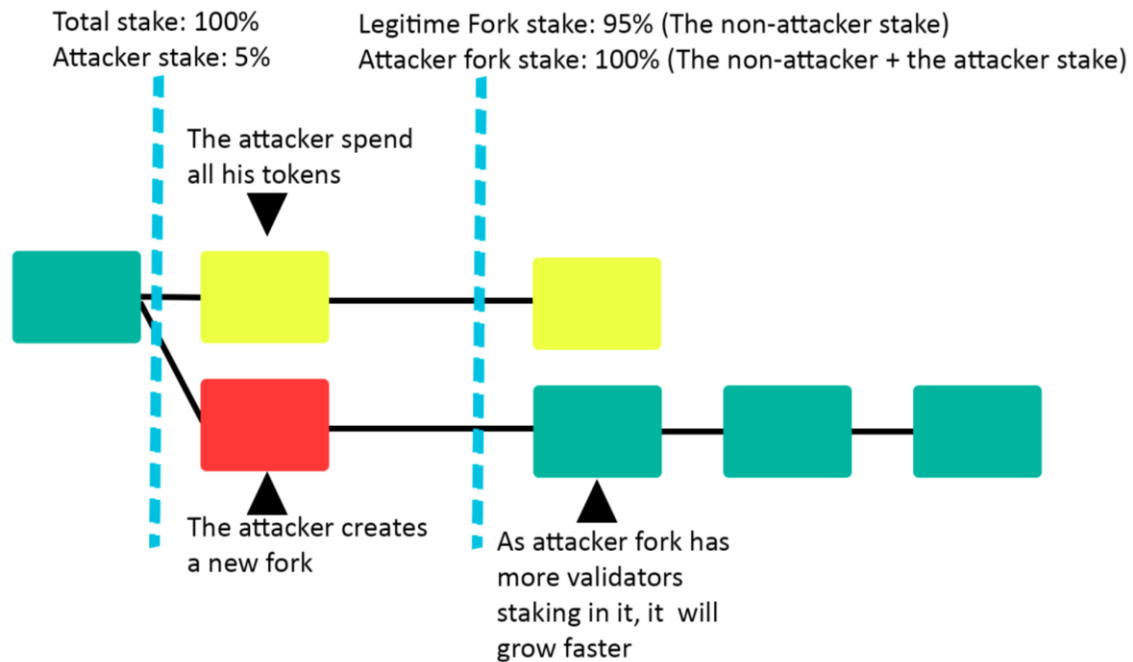 Total stake: 100%
Attacker stake: 5%
Legitime Fork stake: 95% (The non-attacker stake)
Attacker fork stake: 100% (The non-attacker + the attacker stake)
The attacker spend
all his tokens
The attacker creates
a new fork
As attacker fork has
more validators
staking in it, it will
grow faster